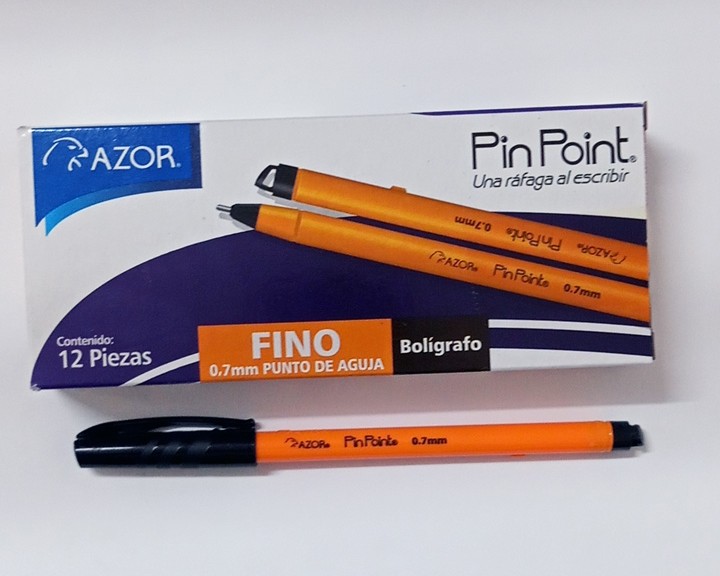 AZOR®
Pin Point®
Una ráfaga al escribir
AZOR® Pin Point® 0.7mm
AZOR® Pin Point® 0.7mm
Contenido:
12 Piezas
FINO
0.7mm PUNTO DE AGUJA
Bolígrafo
AZOR® Pin Point® 0.7mm